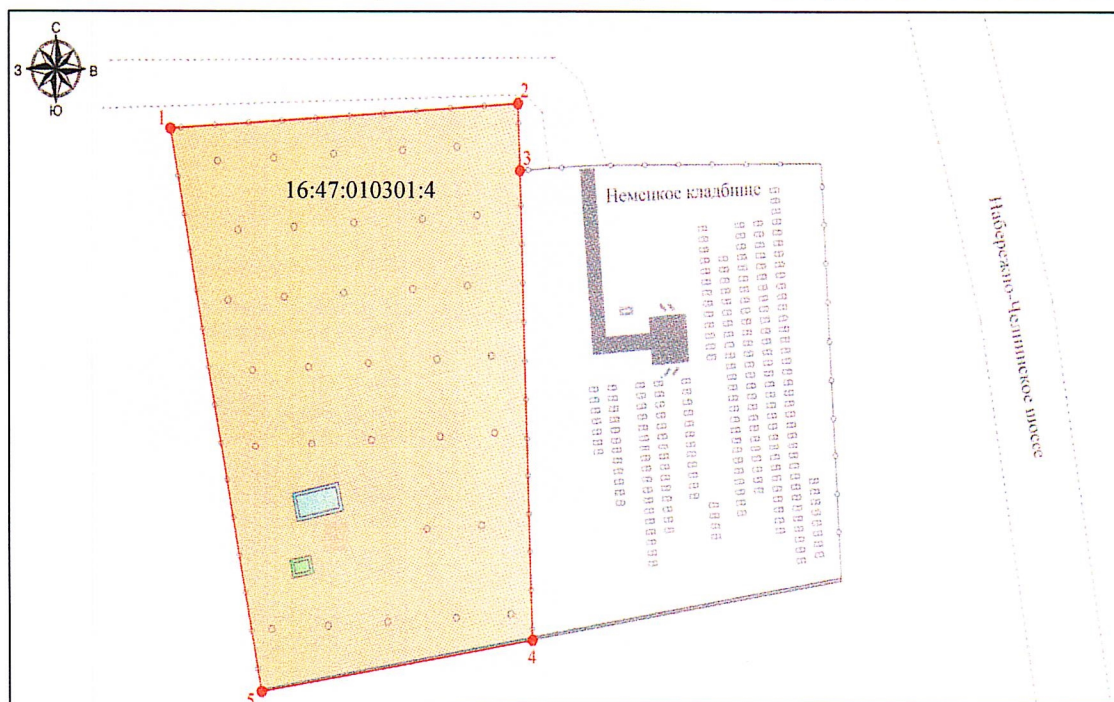 С
З
В
Ю
1
2
3
16:47:010301:4
Немецкое кладбище
Набережно-Челнинское шоссе
4
5